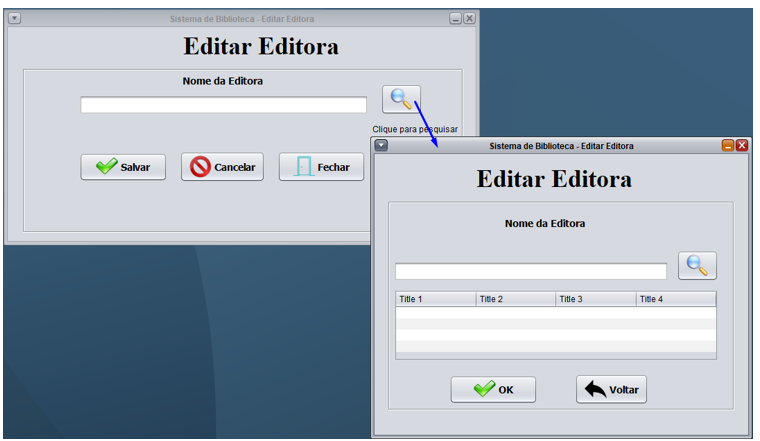 Sistema de Biblioteca - Editar Editora
Editar Editora
Nome da Editora
Clique para pesquisar
Salvar
Cancelar
Fechar
Sistema de Biblioteca - Editar Editora
Editar Editora
Nome da Editora
Title 1 Title 2 Title 3 Title 4
OK
Voltar